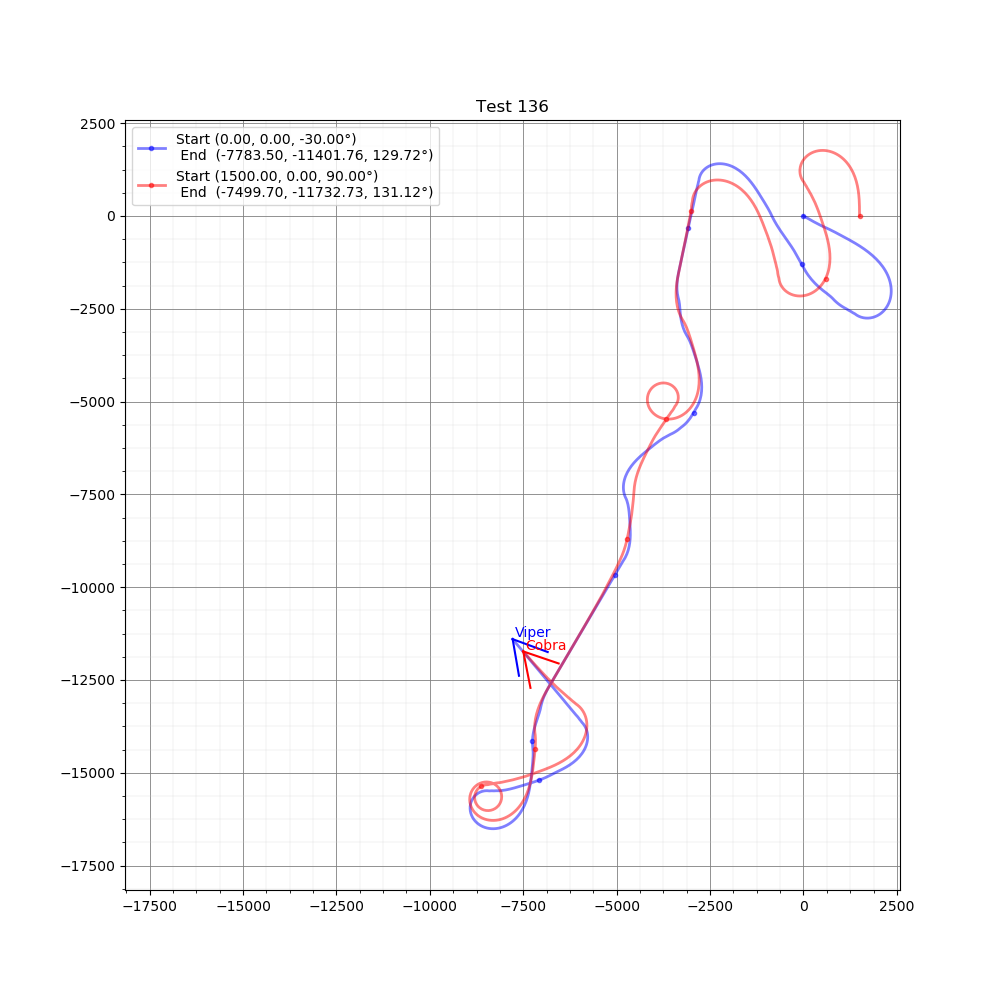 Test 136
Start (0.00, 0.00, -30.00°)
End (-7783.50, -11401.76, 129.72°)
Start (1500.00, 0.00, 90.00°)
End (-7499.70, -11732.73, 131.12°)
2500
0
−2500
−5000
−7500
−10000
−12500
−15000
−17500
Viper
Cobra
−17500 −15000 −12500 −10000 −7500 −5000 −2500 0 2500